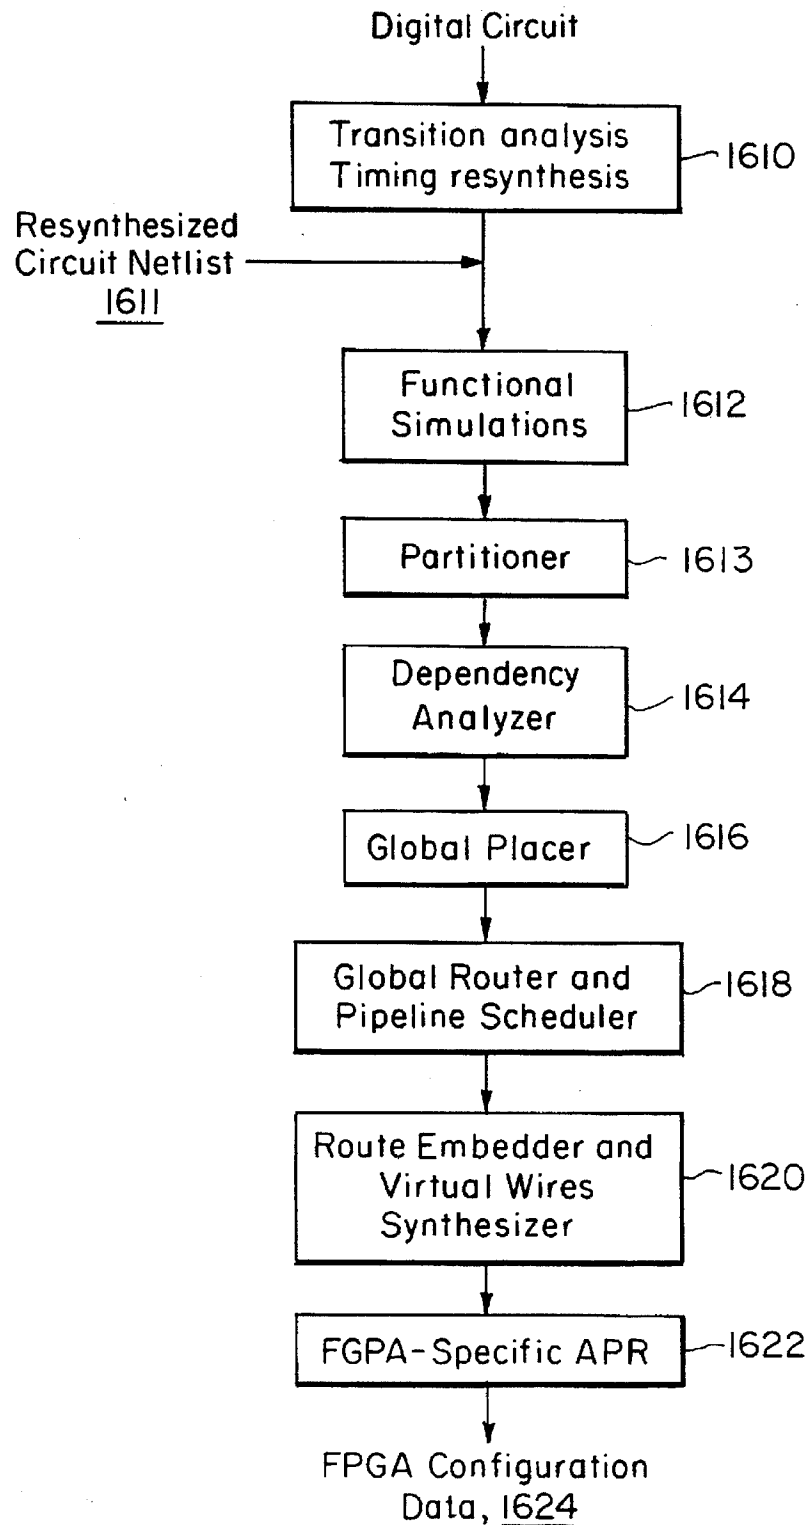 Digital Circuit
Transition analysis
Timing resynthesis
1610
Resynthesized
Circuit Netlist
1611
Functional
Simulations
1612
Partitioner
1613
Dependency
Analyzer
1614
Global Placer
1616
Global Router and
Pipeline Scheduler
1618
Route Embedder and
Virtual Wires
Synthesizer
1620
FGPA-Specific APR
1622
FPGA Configuration
Data, 1624